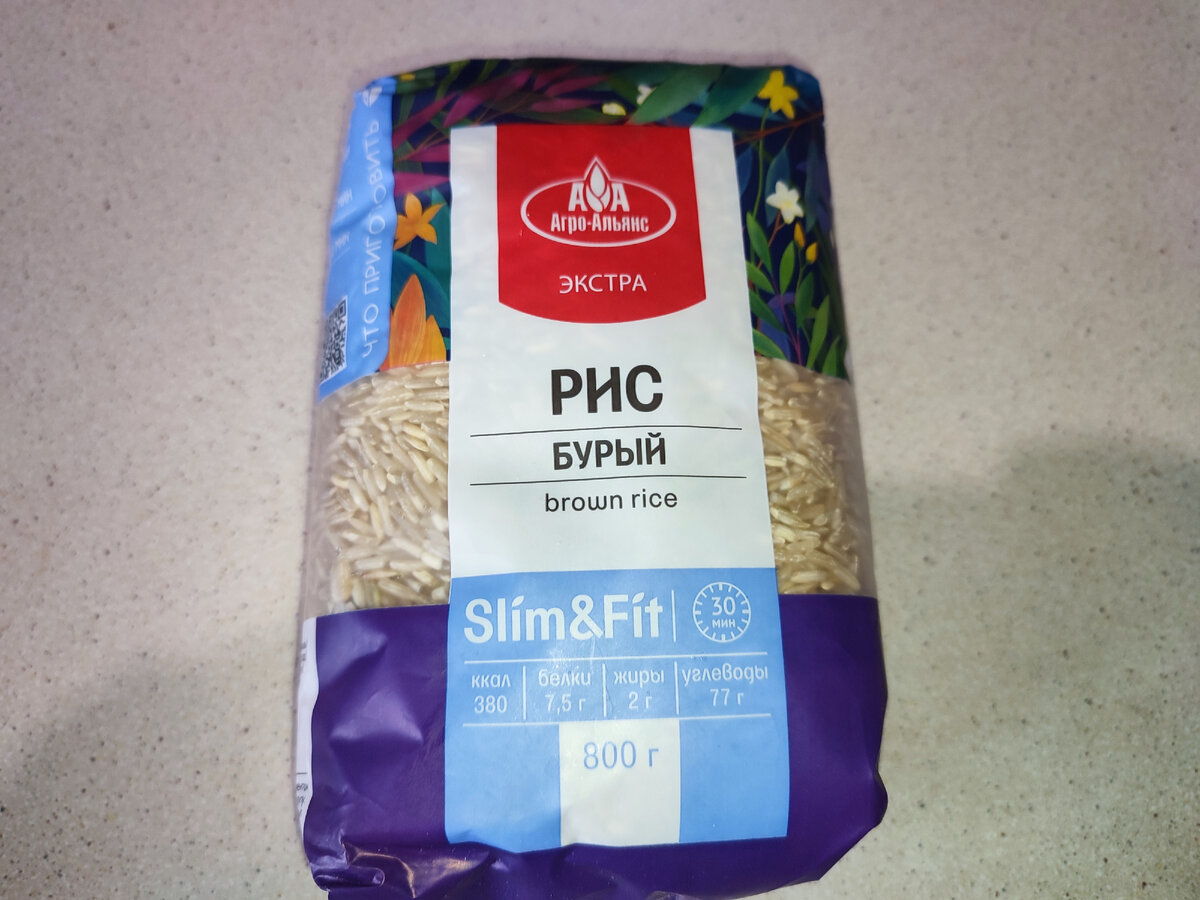 ЧТО ПРИГОТОВИТЬ
АА
Агро-Альянс
ЭКСТРА
РИС
БУРЫЙ
brown rice
Slim&Fit
30
мин
ккал белки жиры углеводы
380 7,5 г 2 г 77 г
800 г